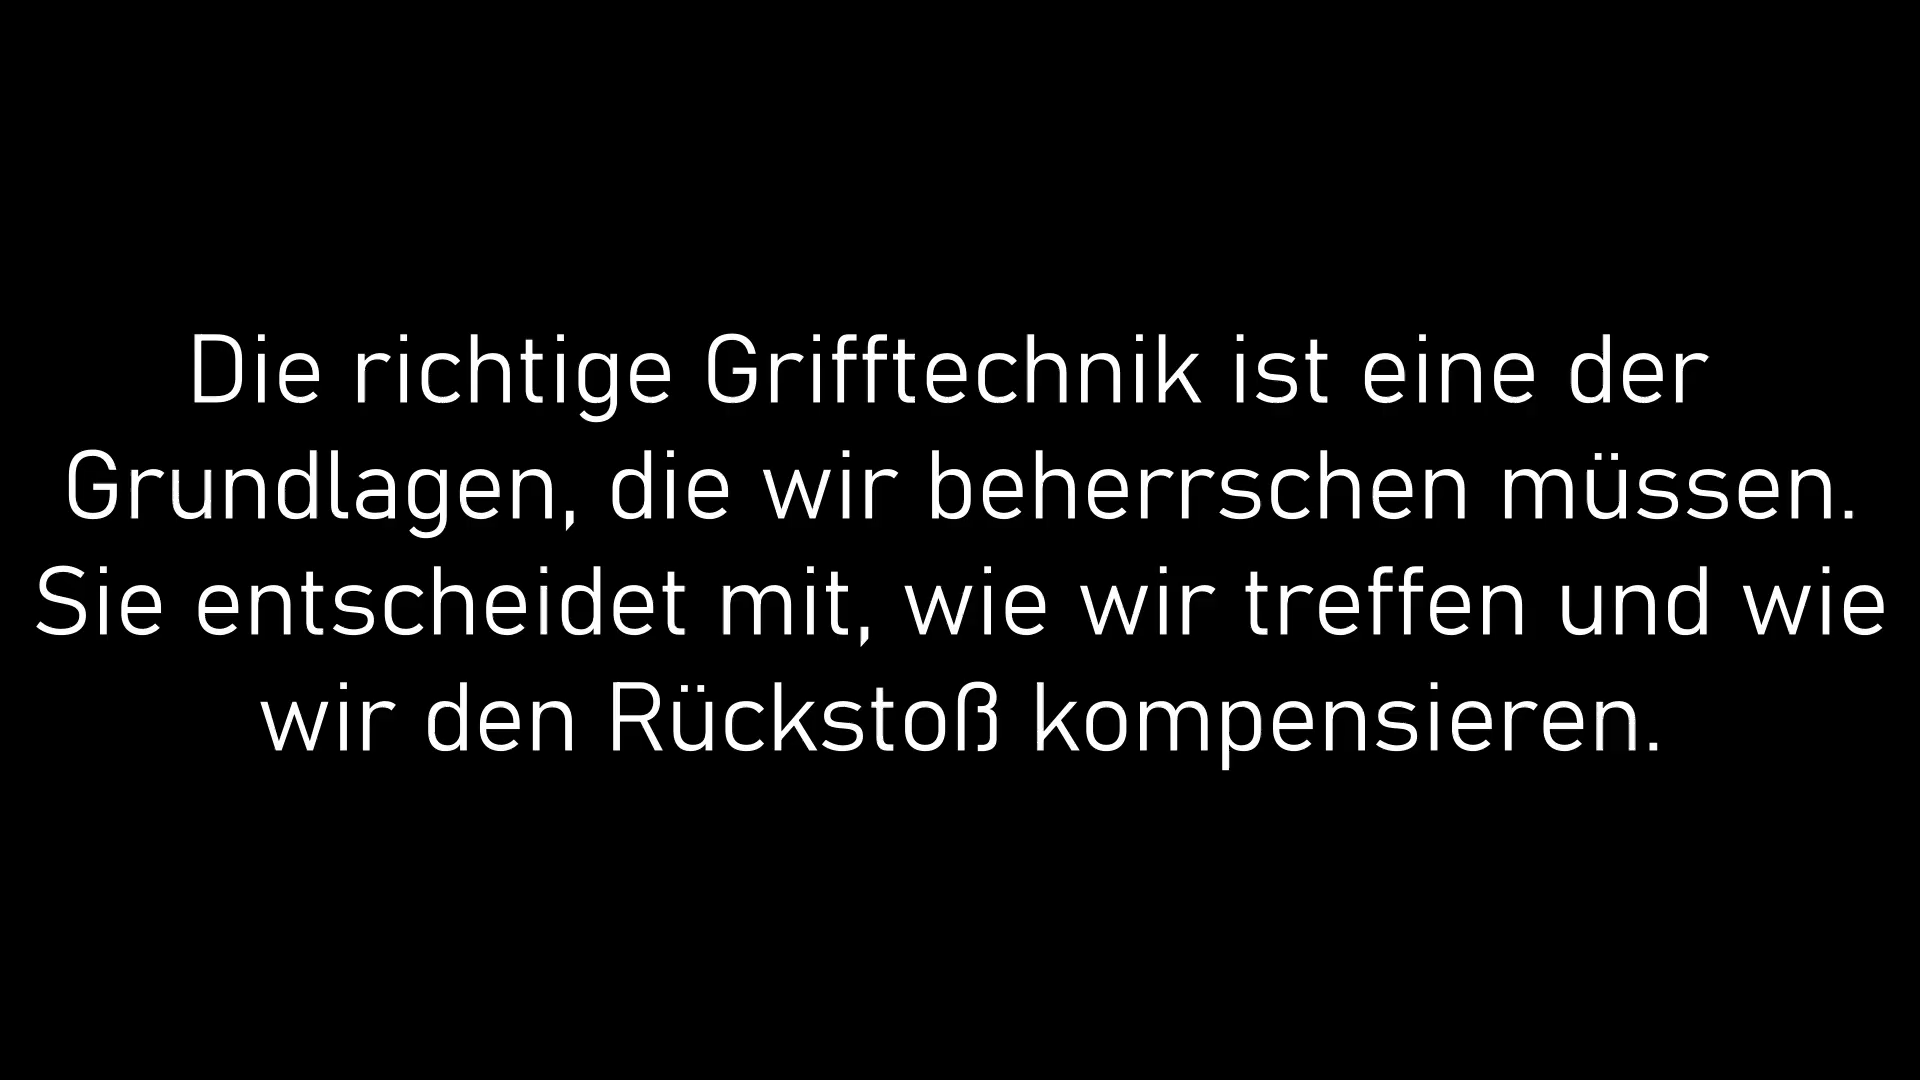 Die richtige Grifftechnik ist eine der
Grundlagen, die wir beherrschen müssen.
Sie entscheidet mit, wie wir treffen und wie
wir den Rückstoß kompensieren.